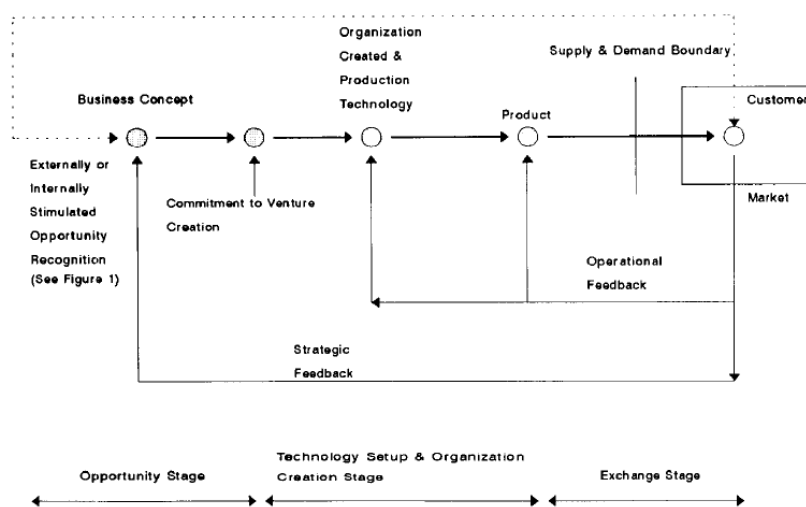 Organization
Created &
Production
Technology
Supply & Demand Boundary
Business Concept
Product
Customer
Externally or
Internally
Stimulated
Opportunity
Recognition
(See Figure 1)
Commitment to Venture
Creation
Market
Operational
Feedback
Strategic
Feedback
Opportunity Stage
Technology Setup & Organization
Creation Stage
Exchange Stage